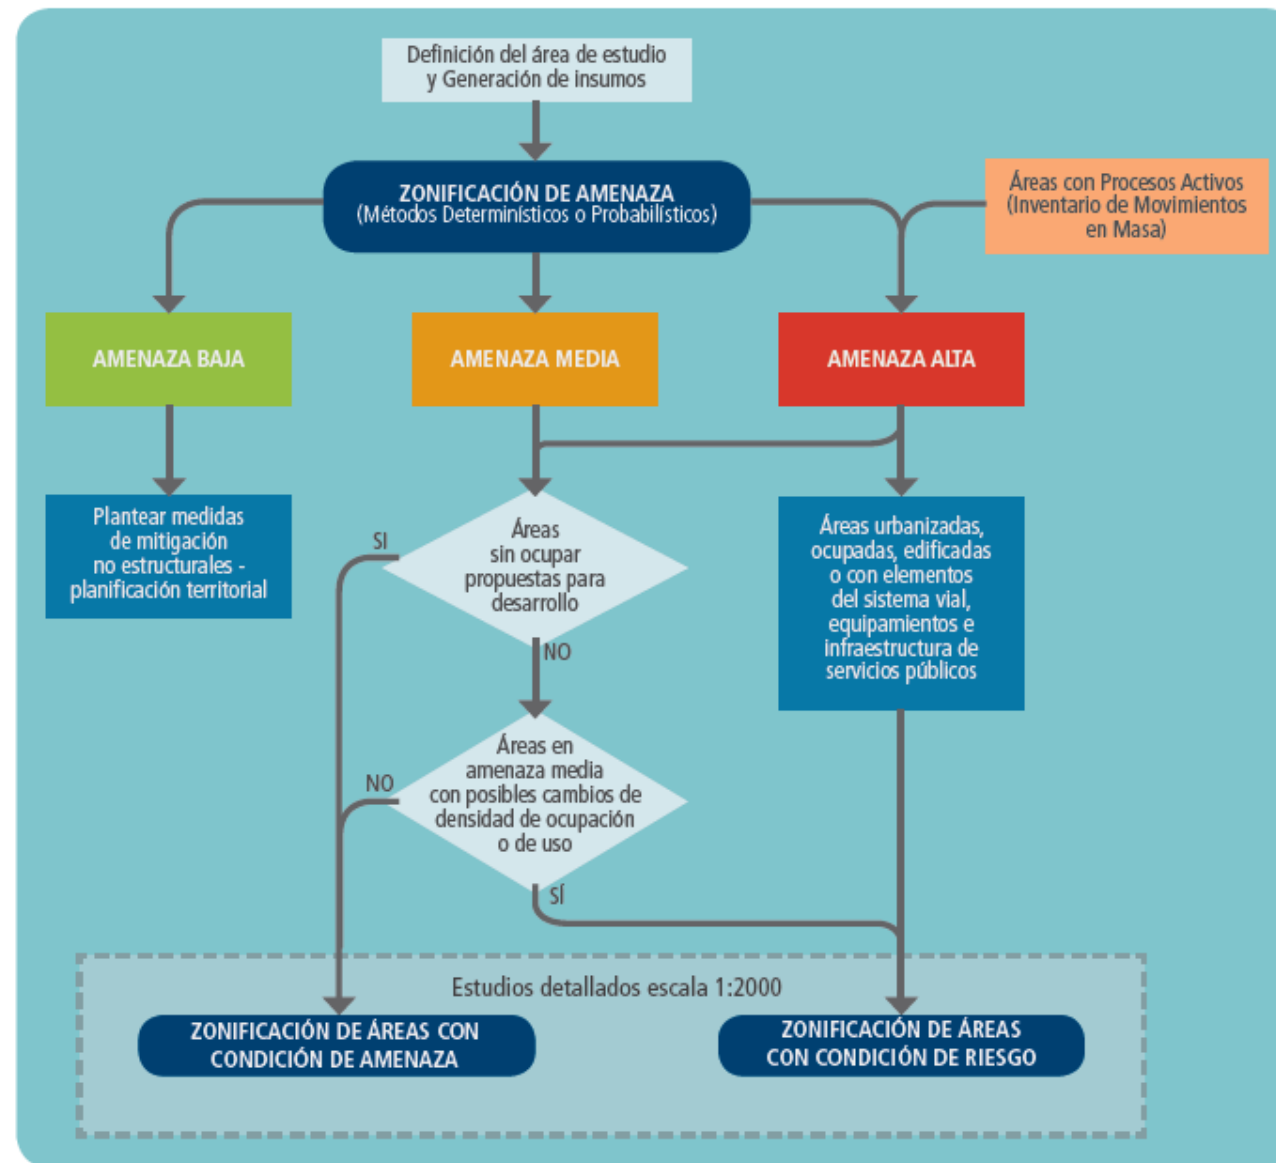 Definición del área de estudio
y Generación de insumos
ZONIFICACIÓN DE AMENAZA
(Métodos Determinísticos o Probabilísticos)
Áreas con Procesos Activos
(Inventario de Movimientos
en Masa)
AMENAZA BAJA
AMENAZA MEDIA
AMENAZA ALTA
Plantear medidas
de mitigación
no estructurales -
planificación territorial
SI
Áreas
sin ocupar
propuestas para
desarrollo
Áreas urbanizadas,
ocupadas, edificadas
o con elementos
del sistema vial,
equipamientos e
infraestructura de
servicios públicos
NO
NO
Áreas en
amenaza media
con posibles cambios de
densidad de ocupación
o de uso
SÍ
Estudios detallados escala 1:2000
ZONIFICACIÓN DE ÁREAS CON
CONDICIÓN DE AMENAZA
ZONIFICACIÓN DE ÁREAS
CON CONDICIÓN DE RIESGO